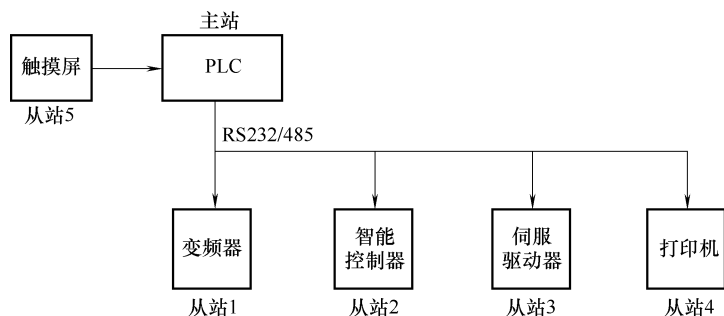 主站
触摸屏
PLC
从站5
RS232/485
变频器
智能
控制器
伺服
驱动器
打印机
从站1
从站2
从站3
从站4